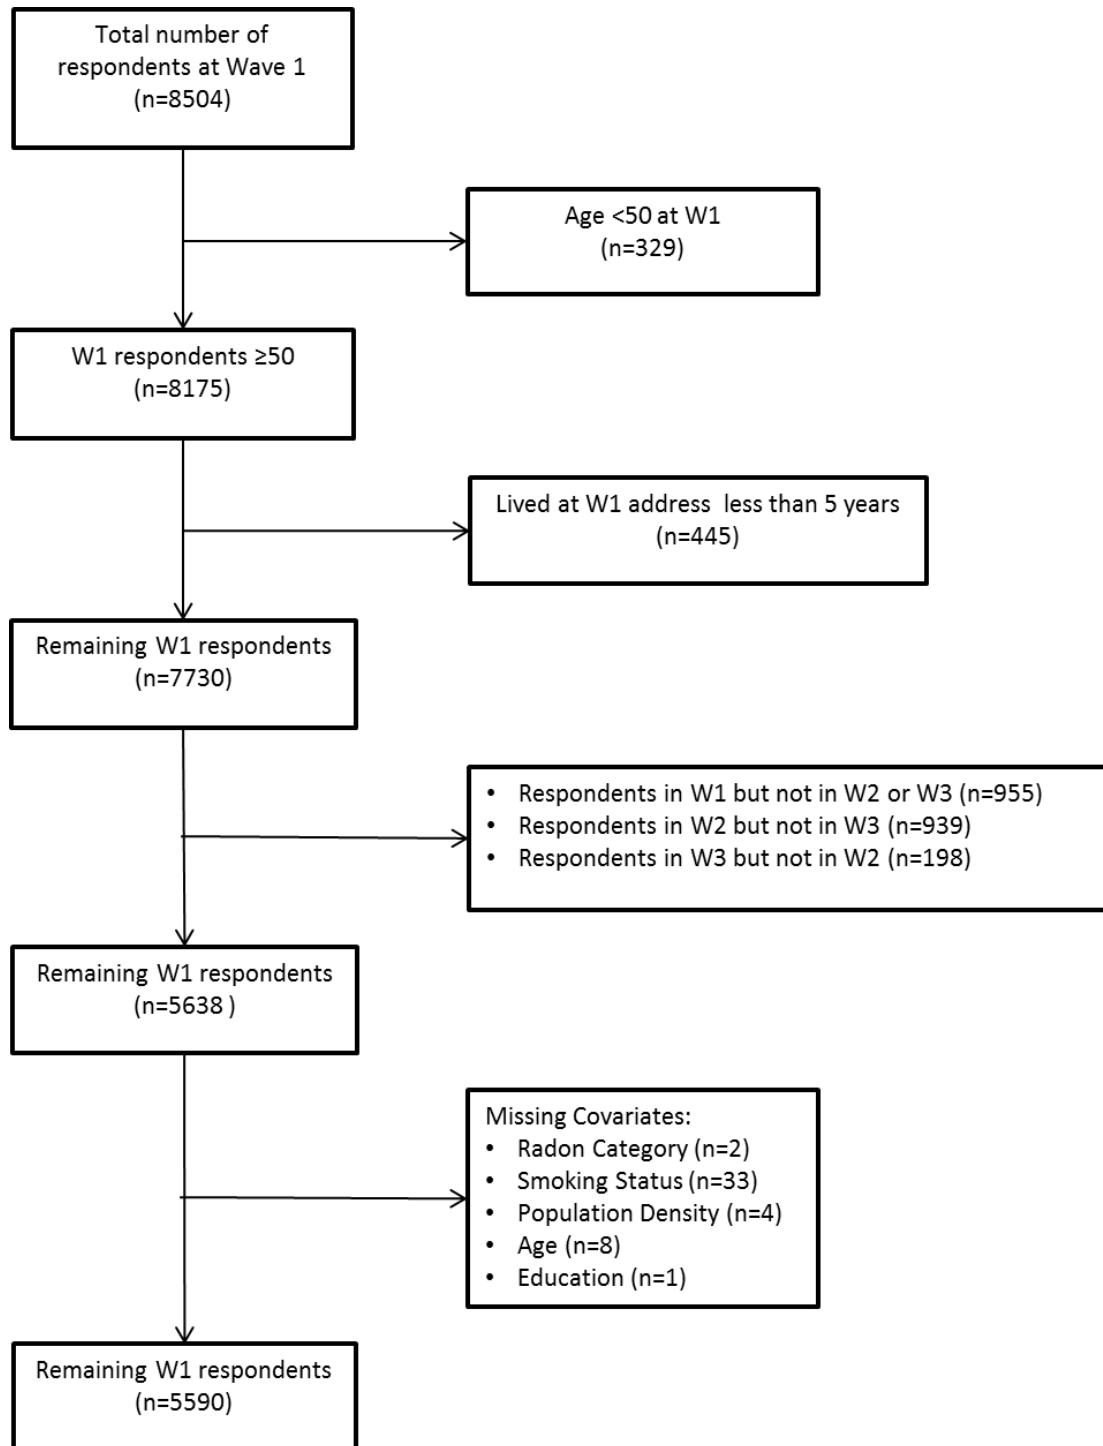 Total number of
respondents at Wave 1
(n=8504)
Age <50 at W1
(n=329)
W1 respondents ≥50
(n=8175)
Lived at W1 address  less than 5 years
(n=445)
Remaining W1 respondents
(n=7730)
• Respondents in W1 but not in W2 or W3 (n=955)
• Respondents in W2 but not in W3 (n=939)
• Respondents in W3 but not in W2 (n=198)
Remaining W1 respondents
(n=5638 )
Missing Covariates:
• Radon Category (n=2)
• Smoking Status (n=33)
• Population Density (n=4)
• Age (n=8)
• Education (n=1)
Remaining W1 respondents
(n=5590)